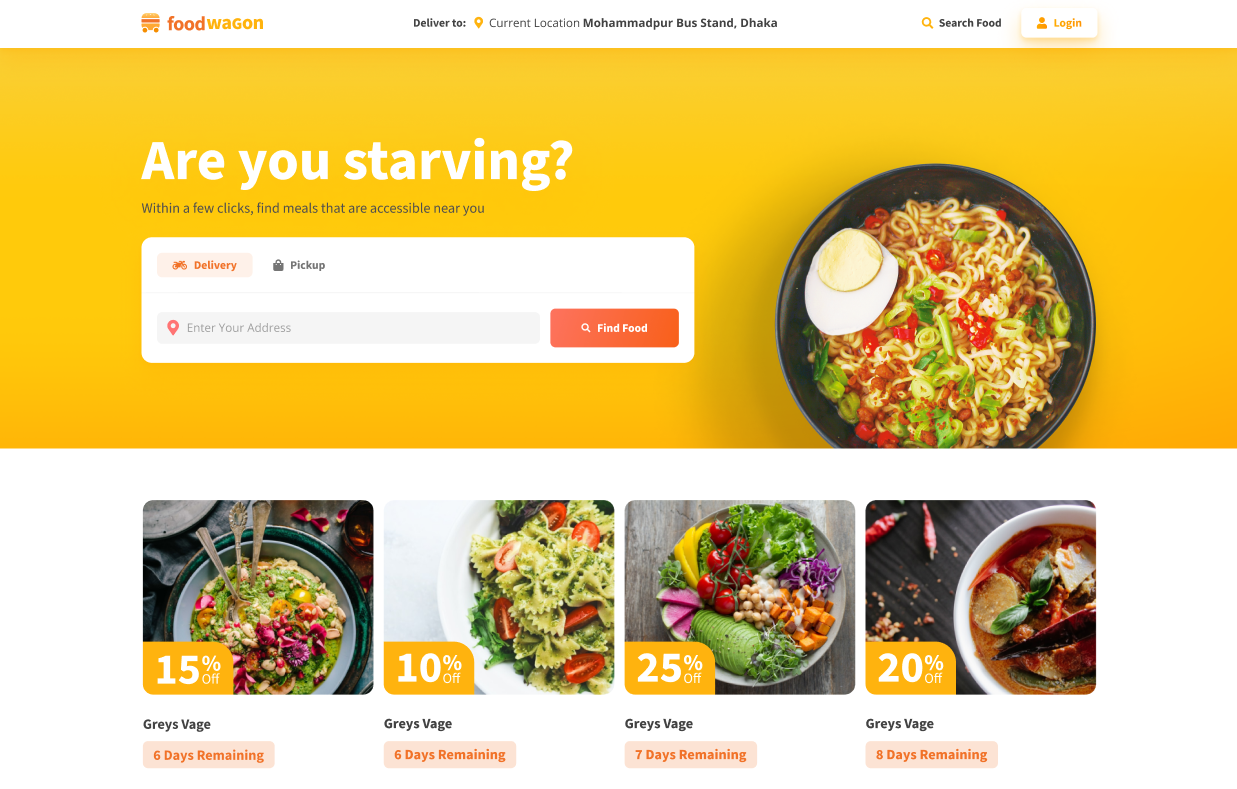 foodwagon
Deliver to: Current Location Mohammadpur Bus Stand, Dhaka
Search Food
Login
Are you starving?
Within a few clicks, find meals that are accessible near you
Delivery
Pickup
Enter Your Address
Find Food
15% Off
10% Off
25% Off
20% Off
Greys Vage
Greys Vage
Greys Vage
Greys Vage
6 Days Remaining
6 Days Remaining
7 Days Remaining
8 Days Remaining